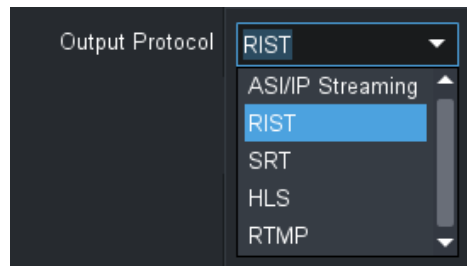 Output Protocol RIST
ASI/IP Streaming
RIST
SRT
HLS
RTMP